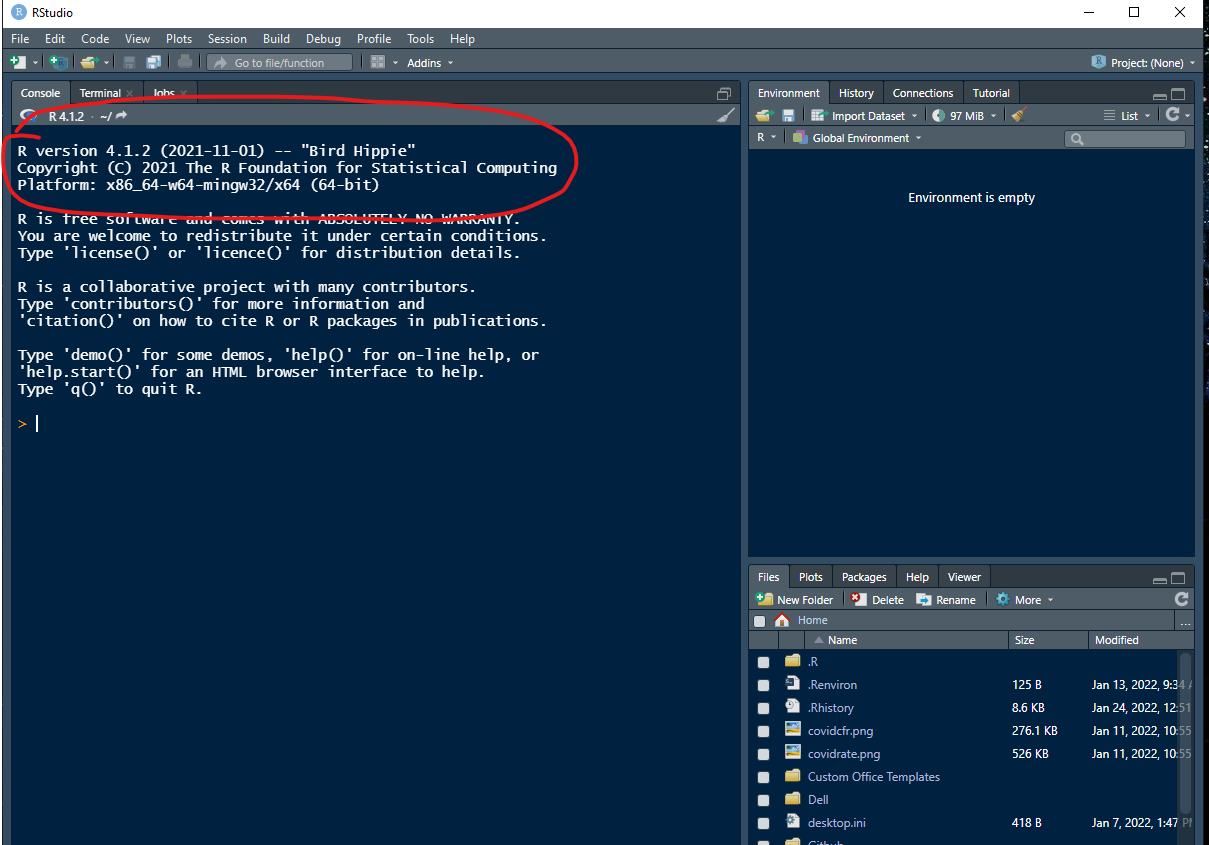 RStudio
File Edit Code View Plots Session Build Debug Profile Tools Help
Go to file/function Addins Project: (None)
Console Terminal Jobs
R 4.1.2 · ~/
R version 4.1.2 (2021-11-01) -- "Bird Hippie"
Copyright (C) 2021 The R Foundation for Statistical Computing
Platform: x86_64-w64-mingw32/x64 (64-bit)
R is free software and comes with ABSOLUTELY NO WARRANTY.
You are welcome to redistribute it under certain conditions.
Type 'license()' or 'licence()' for distribution details.
R is a collaborative project with many contributors.
Type 'contributors()' for more information and
'citation()' on how to cite R or R packages in publications.
Type 'demo()' for some demos, 'help()' for on-line help, or
'help.start()' for an HTML browser interface to help.
Type 'q()' to quit R.
>
Environment History Connections Tutorial
Import Dataset 97 MiB List
R Global Environment
Environment is empty
Files Plots Packages Help Viewer
New Folder Delete Rename More
Home ...
Name Size Modified
.R
.Renviron 125 B Jan 13, 2022, 9:34 A
.Rhistory 8.6 KB Jan 24, 2022, 12:51
covidcfr.png 276.1 KB Jan 11, 2022, 10:55
covidrate.png 526 KB Jan 11, 2022, 10:55
Custom Office Templates
Dell
desktop.ini 418 B Jan 7, 2022, 1:47 PM